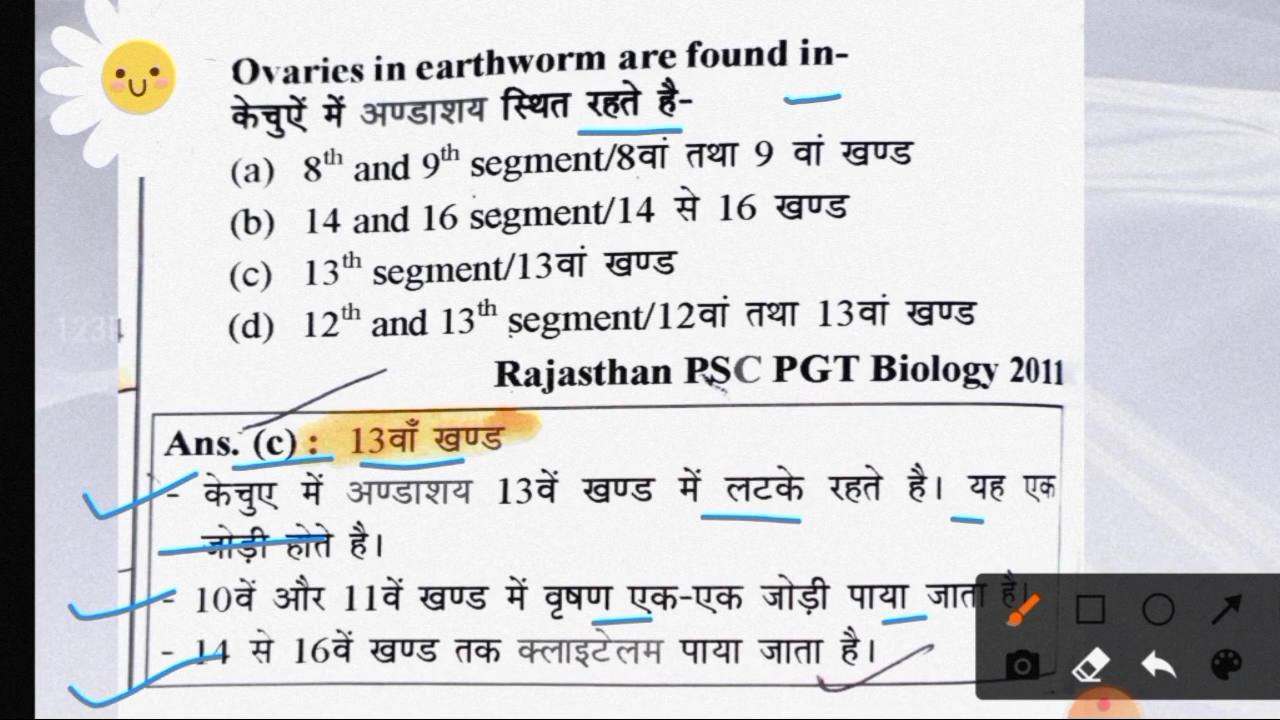 Ovaries in earthworm are found in-
केचुऐं में अण्डाशय स्थित रहते है-
(a) 8th and 9th segment/8वां तथा 9 वां खण्ड
(b) 14 and 16 segment/14 से 16 खण्ड
(c) 13th segment/13वां खण्ड
(d) 12th and 13th segment/12वां तथा 13वां खण्ड
Rajasthan PSC PGT Biology 2011
Ans. (c) : 13वाँ खण्ड
- केचुए में अण्डाशय 13वें खण्ड में लटके रहते है। यह एक
जोड़ी होते है।
- 10वें और 11वें खण्ड में वृषण एक-एक जोड़ी पाया जाता है।
- 14 से 16वें खण्ड तक क्लाइटेलम पाया जाता है।